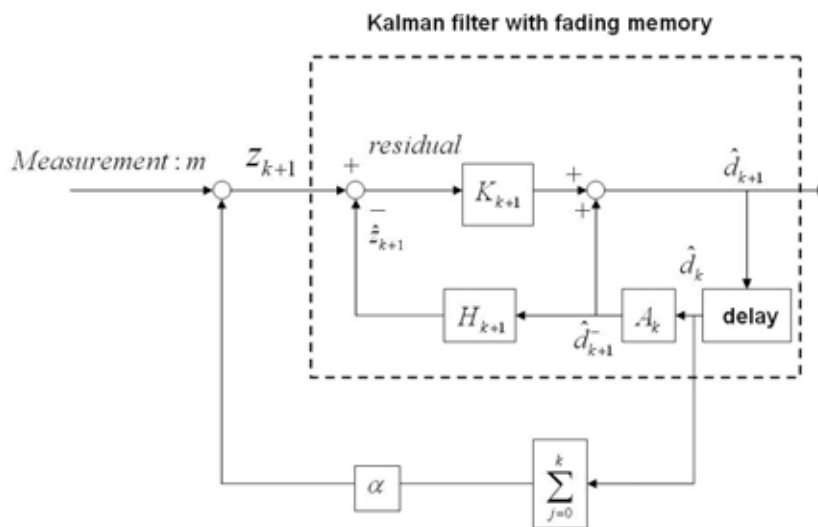 Kalman filter with fading memory
Measurement : m
z_{k+1}
+
residual
K_{k+1}
+
+
\hat{d}_{k+1}
−
\hat{z}_{k+1}
\hat{d}_k
H_{k+1}
\hat{d}^-_{k+1}
A_k
delay
α
\sum_{j=0}^{k}